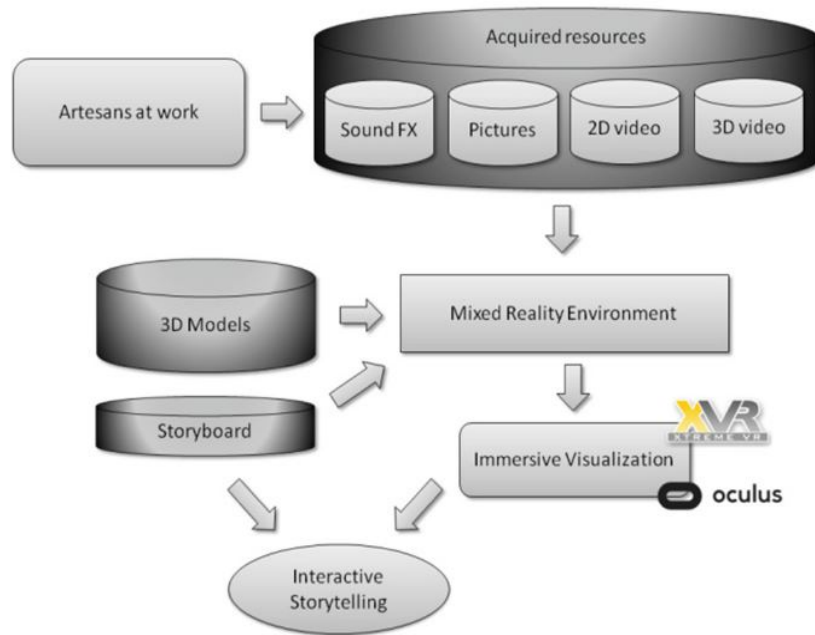 Acquired resources
Artesans at work
Sound FX
Pictures
2D video
3D video
3D Models
Mixed Reality Environment
Storyboard
XVR
XTREME VR
Immersive Visualization
oculus
Interactive
Storytelling